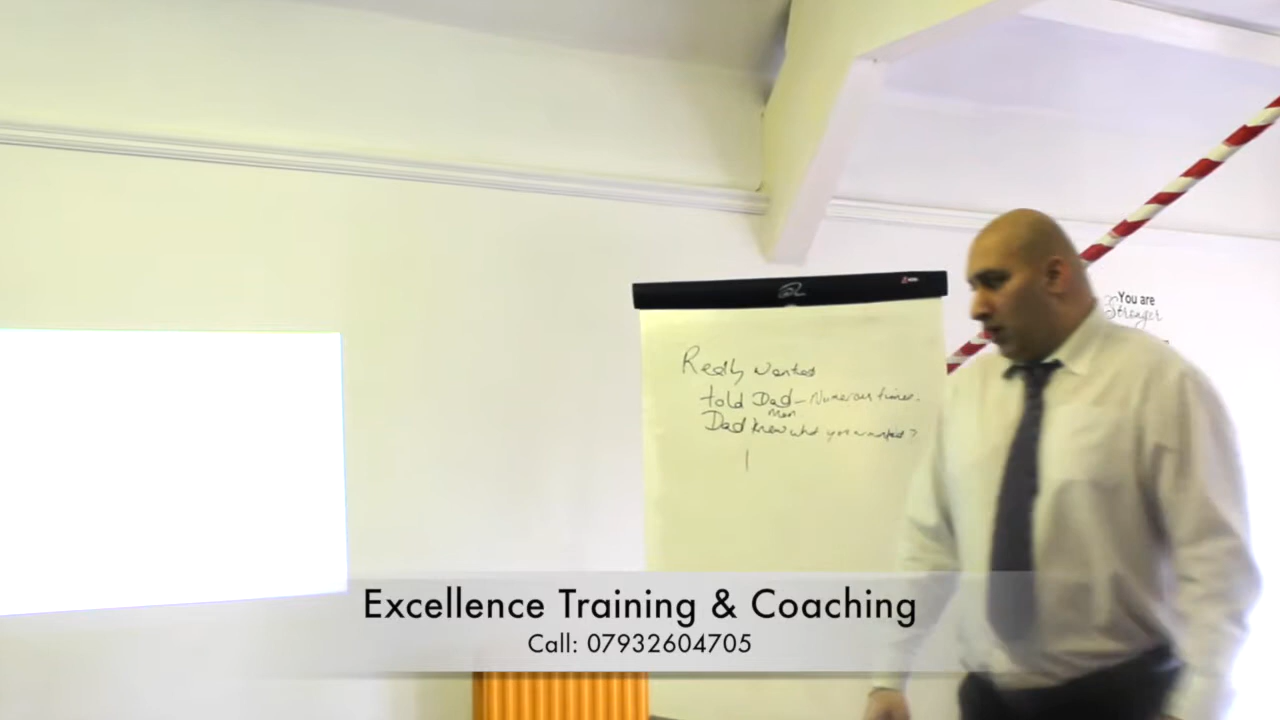 Really wanted
told Dad – Numerous times.
Mum
Dad knew what you wanted?
You are
Stronger
Excellence Training & Coaching
Call: 07932604705